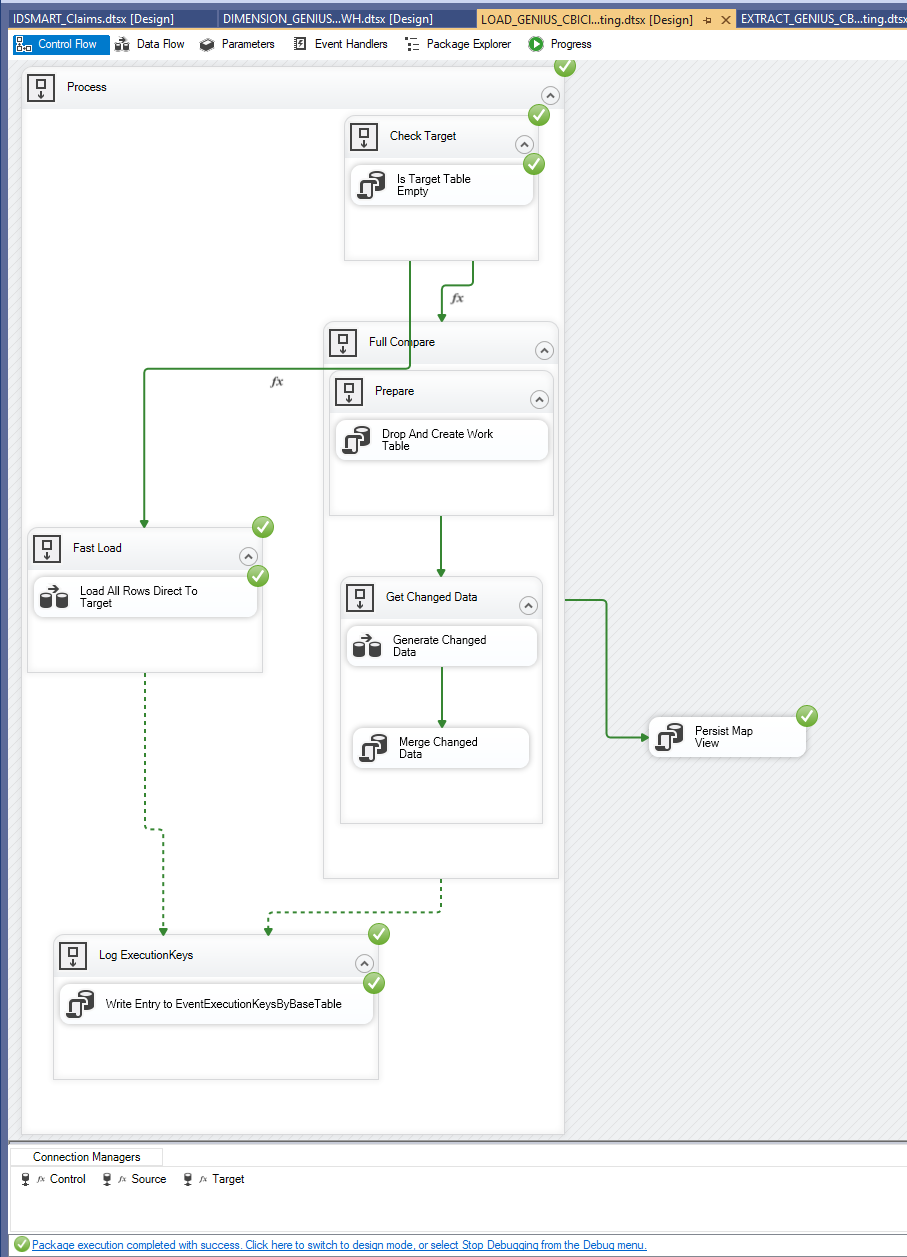 IDSMART_Claims.dtsx [Design]
DIMENSION_GENIUS...WH.dtsx [Design]
LOAD_GENIUS_CBICl...ting.dtsx [Design]
EXTRACT_GENIUS_CB...ting.dtsx
Control Flow
Data Flow
Parameters
Event Handlers
Package Explorer
Progress
Process
Check Target
Is Target Table
Empty
fx
Full Compare
fx
Prepare
Drop And Create Work
Table
Fast Load
Load All Rows Direct To
Target
Get Changed Data
Generate Changed
Data
Merge Changed
Data
Persist Map
View
Log ExecutionKeys
Write Entry to EventExecutionKeysByBaseTable
Connection Managers
fx Control
fx Source
fx Target
Package execution completed with success. Click here to switch to design mode, or select Stop Debugging from the Debug menu.